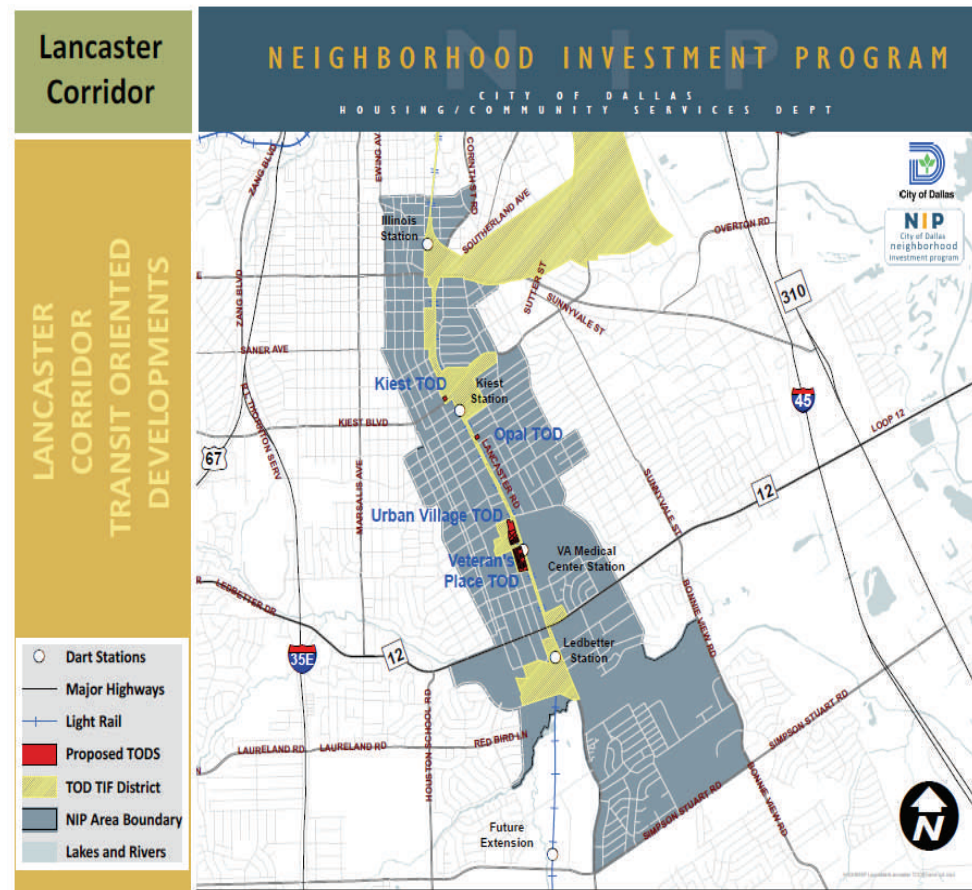 Lancaster
Corridor
NEIGHBORHOOD INVESTMENT PROGRAM
NIP
CITY OF DALLAS
HOUSING/COMMUNITY SERVICES DEPT
LANCASTER
CORRIDOR
TRANSIT ORIENTED
DEVELOPMENTS
City of Dallas
NIP
City of Dallas
neighborhood
investment program
ZANG BLVD
EWING AV
CORINTH ST RD
Illinois
Station
SOUTHERLAND AVE
OVERTON RD
SUTTER ST
SUNNYVALE ST
310
ZANG BLVD
SANER AVE
Kiest TOD
Kiest
Station
R.L. THORNTON SERV
KIEST BLVD
45
LOOP 12
67
Opal TOD
LANCASTER RD
12
MARSALIS AVE
SUNNYVALE ST
Urban Village TOD
VA Medical
Center Station
Veteran's
Place TOD
LEDBETTER DR
BONNIE VIEW RD
35E
12
Ledbetter
Station
HOUSTON SCHOOL RD
RED BIRD LN
LAURELAND RD
LAURELAND RD
SIMPSON STUART RD
BONNIE VIEW RD
SIMPSON STUART RD
Future
Extension
N
Dart Stations
Major Highways
Light Rail
Proposed TODS
TOD TIF District
NIP Area Boundary
Lakes and Rivers